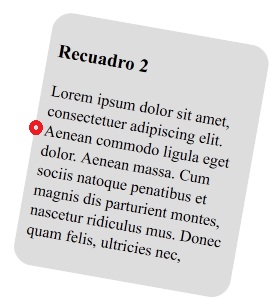 Recuadro 2
Lorem ipsum dolor sit amet,
consectetuer adipiscing elit.
Aenean commodo ligula eget
dolor. Aenean massa. Cum
sociis natoque penatibus et
magnis dis parturient montes,
nascetur ridiculus mus. Donec
quam felis, ultricies nec,